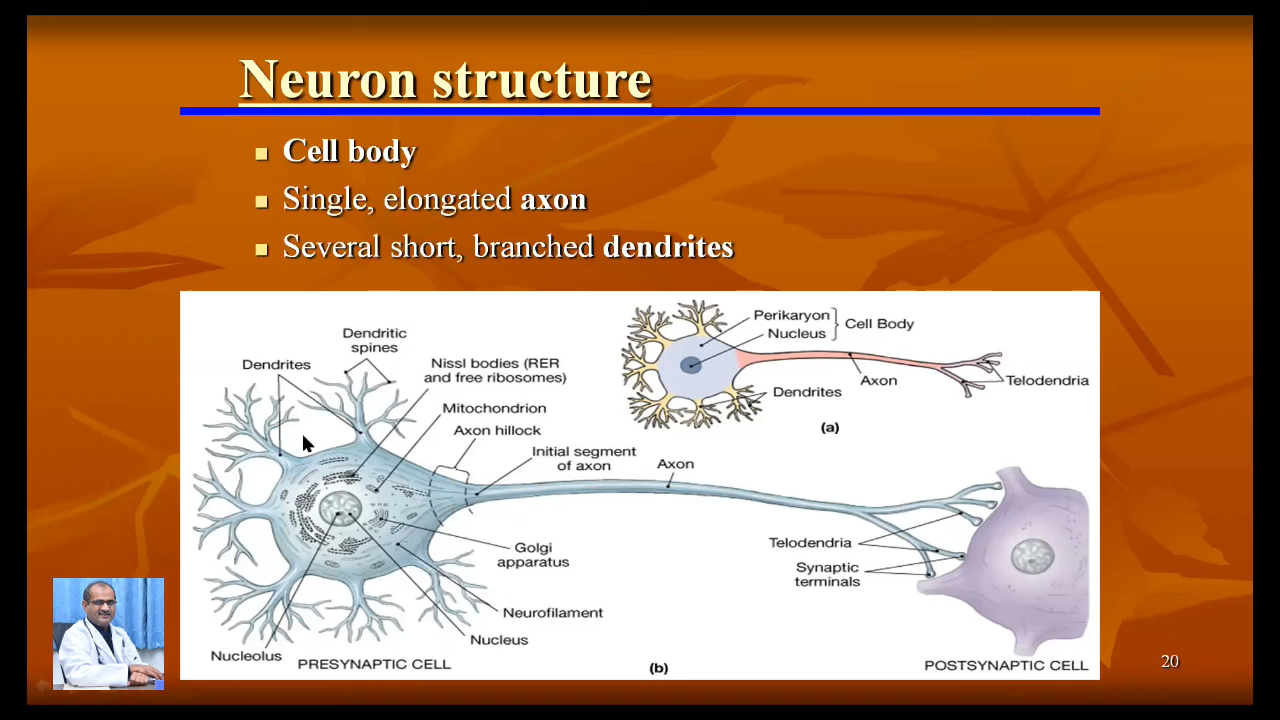 Neuron structure
Cell body
Single, elongated axon
Several short, branched dendrites
Perikaryon
Nucleus
Cell Body
Axon
Telodendria
Dendrites
(a)
Dendritic
spines
Dendrites
Nissl bodies (RER
and free ribosomes)
Mitochondrion
Axon hillock
Initial segment
of axon
Axon
Golgi
apparatus
Telodendria
Synaptic
terminals
Neurofilament
Nucleus
Nucleolus
PRESYNAPTIC CELL
(b)
POSTSYNAPTIC CELL
20